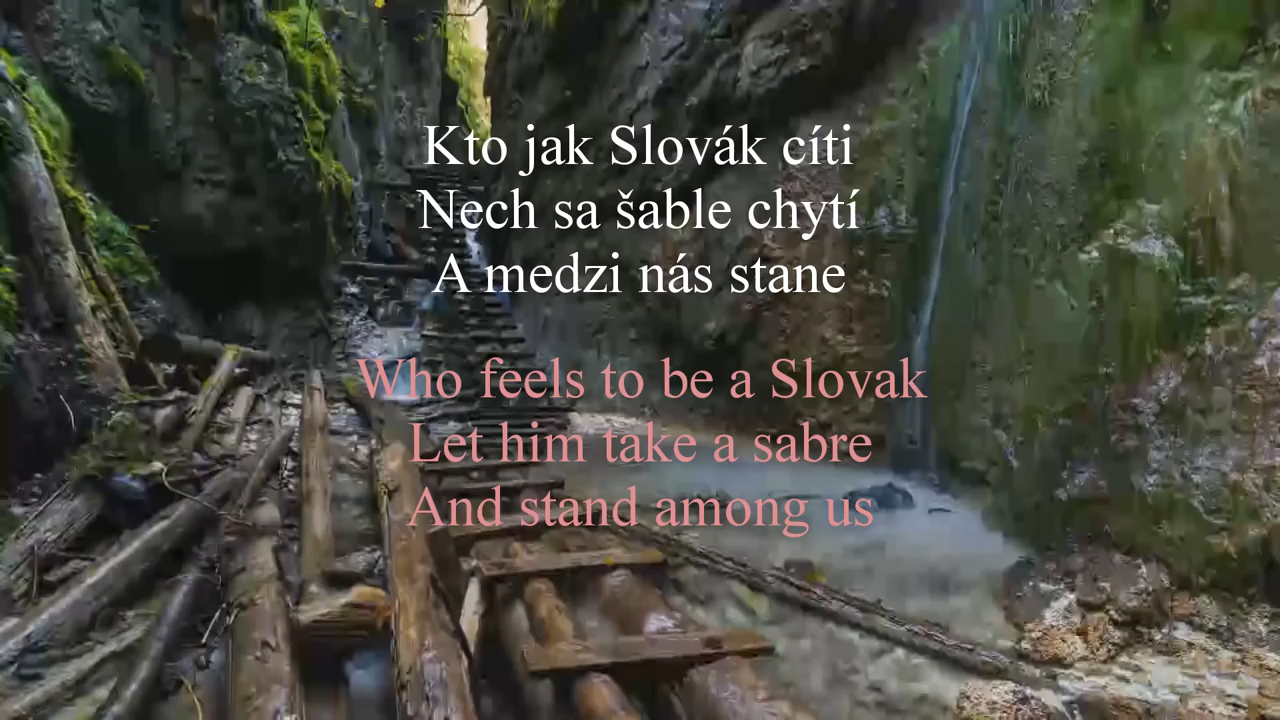 Kto jak Slovák cíti
Nech sa šable chytí
A medzi nás stane
Who feels to be a Slovak
Let him take a sabre
And stand among us